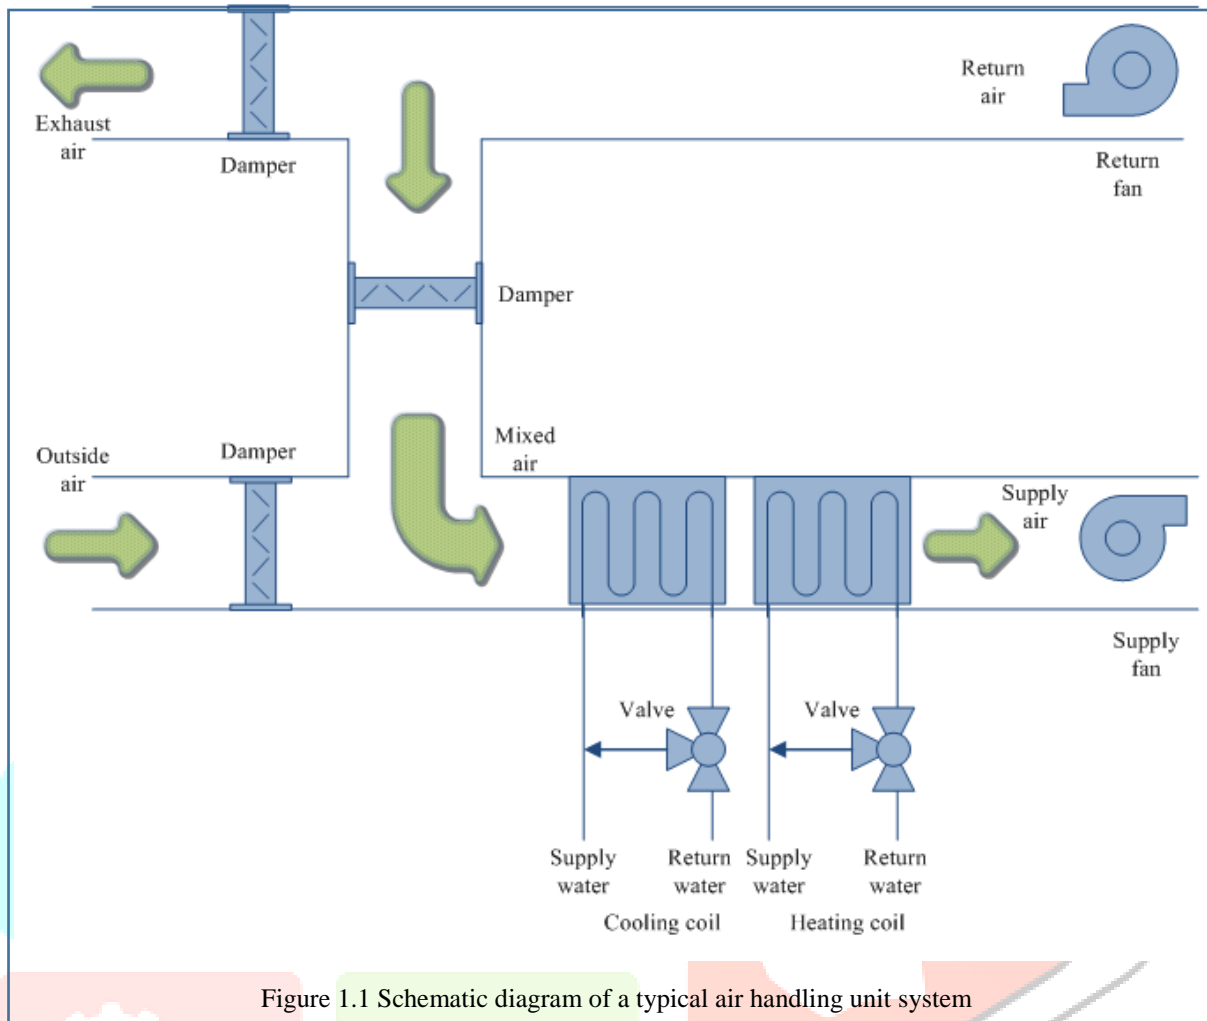 Return
air
Exhaust
air
Damper
Return
fan
Damper
Mixed
air
Outside
air
Damper
Supply
air
Supply
fan
Valve
Valve
Supply
water
Return
water
Supply
water
Return
water
Cooling coil
Heating coil
Figure 1.1 Schematic diagram of a typical air handling unit system